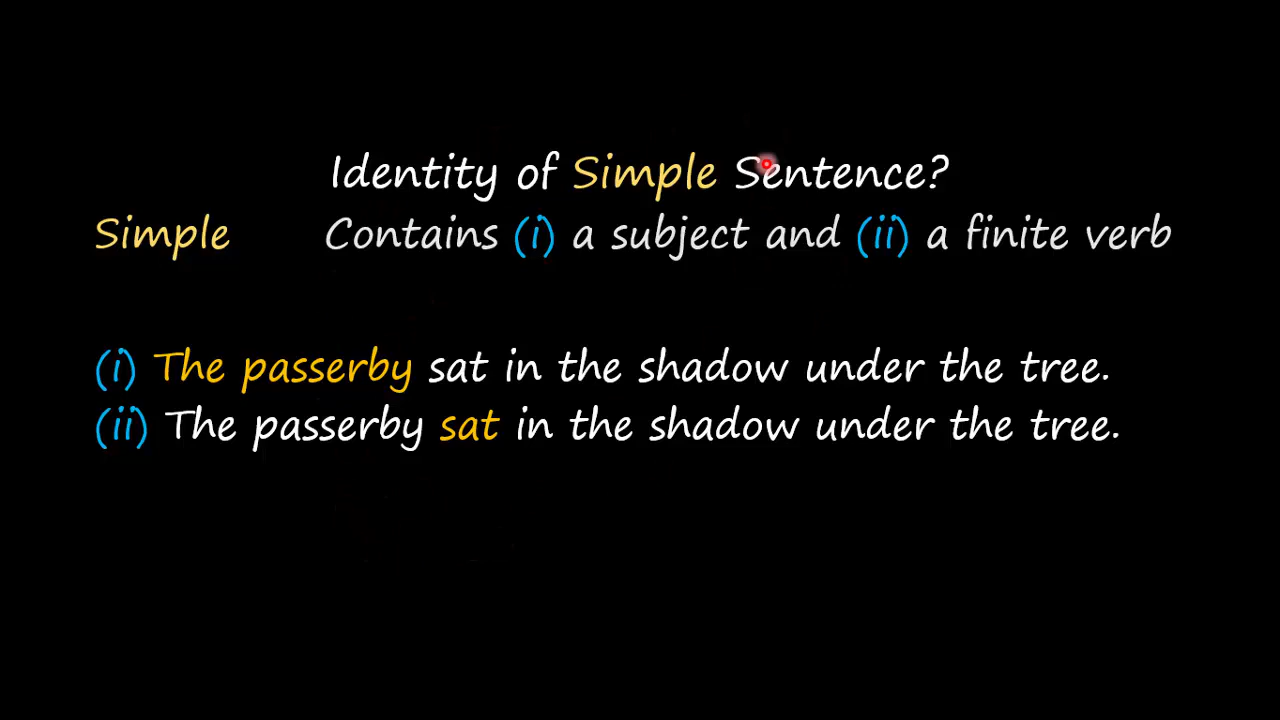 Identity of Simple Sentence?
Simple Contains (i) a subject and (ii) a finite verb
(i) The passerby sat in the shadow under the tree.
(ii) The passerby sat in the shadow under the tree.